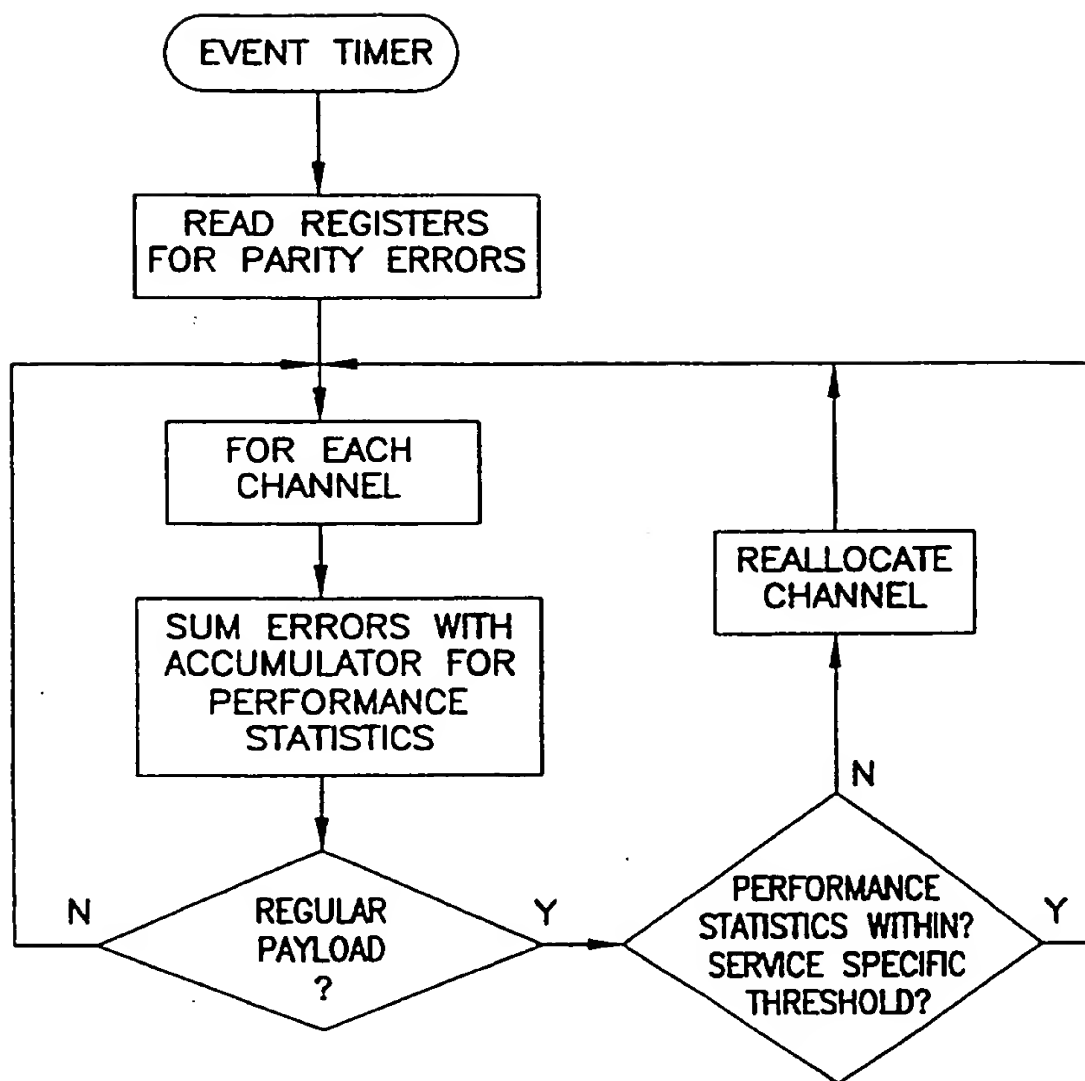 EVENT TIMER
READ REGISTERS
FOR PARITY ERRORS
FOR EACH
CHANNEL
SUM ERRORS WITH
ACCUMULATOR FOR
PERFORMANCE
STATISTICS
REGULAR
PAYLOAD
?
N
Y
PERFORMANCE
STATISTICS WITHIN?
SERVICE SPECIFIC
THRESHOLD?
N
Y
REALLOCATE
CHANNEL